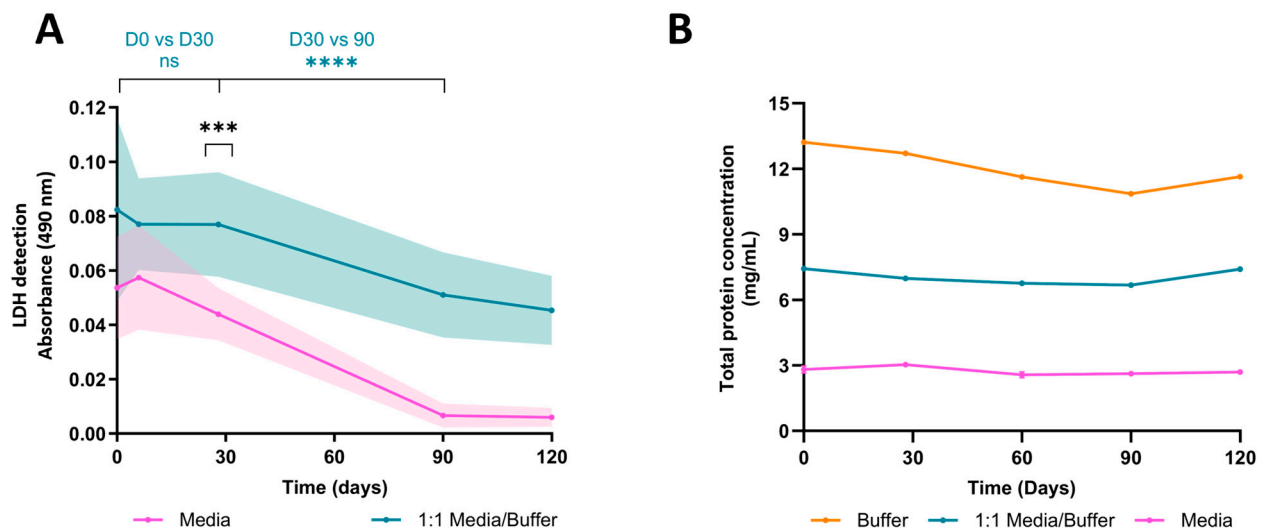 A
D0 vs D30
ns
D30 vs 90
****
***
LDH detection
Absorbance (490 nm)
0.12
0.10
0.08
0.06
0.04
0.02
0.00
0
30
60
90
120
Time (days)
Media
1:1 Media/Buffer
B
Total protein concentration
(mg/mL)
15
12
9
6
3
0
0
30
60
90
120
Time (Days)
Buffer
1:1 Media/Buffer
Media